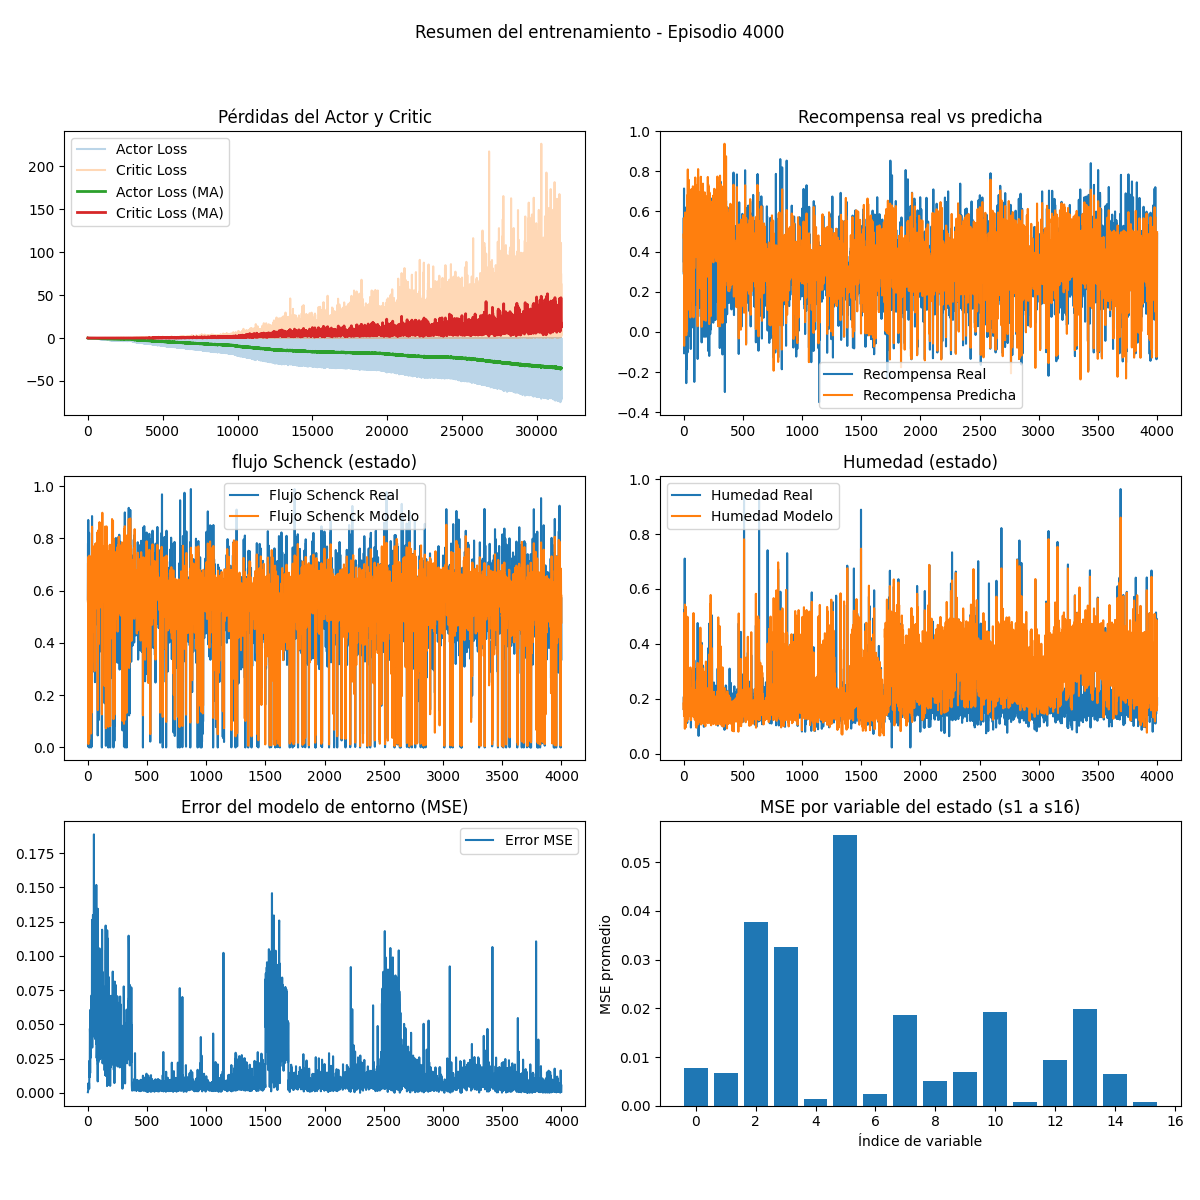 Resumen del entrenamiento - Episodio 4000
Pérdidas del Actor y Critic
Actor Loss
Critic Loss
Actor Loss (MA)
Critic Loss (MA)
200
150
100
50
0
−50
0 5000 10000 15000 20000 25000 30000
Recompensa real vs predicha
1.0
0.8
0.6
0.4
0.2
0.0
−0.2
−0.4
Recompensa Real
Recompensa Predicha
0 500 1000 1500 2000 2500 3000 3500 4000
flujo Schenck (estado)
Flujo Schenck Real
Flujo Schenck Modelo
1.0
0.8
0.6
0.4
0.2
0.0
0 500 1000 1500 2000 2500 3000 3500 4000
Humedad (estado)
Humedad Real
Humedad Modelo
1.0
0.8
0.6
0.4
0.2
0.0
0 500 1000 1500 2000 2500 3000 3500 4000
Error del modelo de entorno (MSE)
Error MSE
0.175
0.150
0.125
0.100
0.075
0.050
0.025
0.000
0 500 1000 1500 2000 2500 3000 3500 4000
MSE por variable del estado (s1 a s16)
MSE promedio
0.05
0.04
0.03
0.02
0.01
0.00
0 2 4 6 8 10 12 14 16
Índice de variable